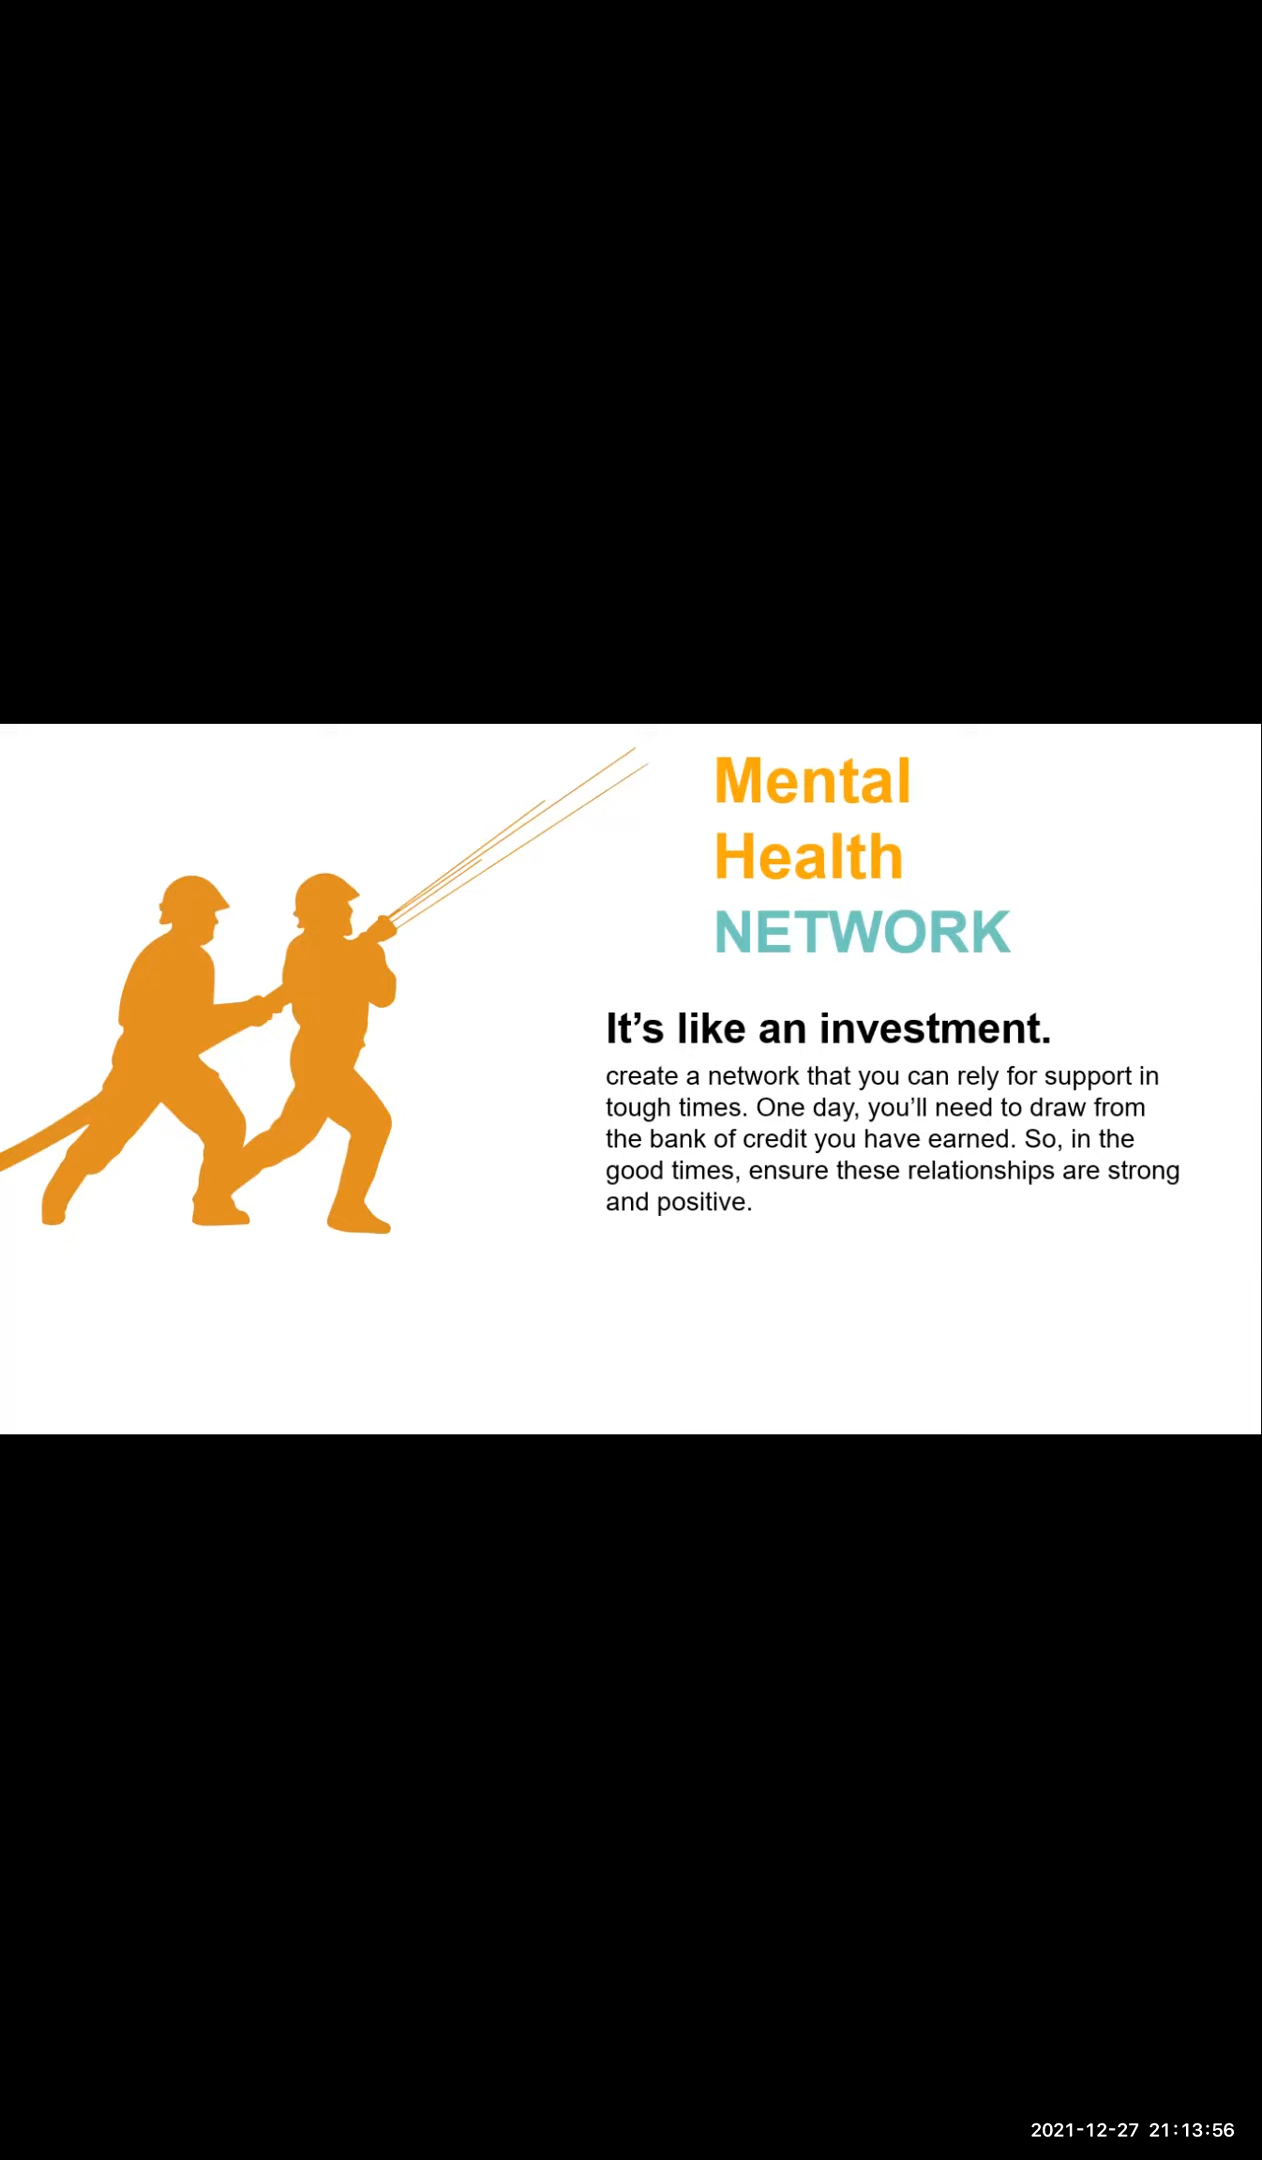 Mental
Health
NETWORK
It’s like an investment.
create a network that you can rely for support in
tough times. One day, you’ll need to draw from
the bank of credit you have earned. So, in the
good times, ensure these relationships are strong
and positive.
2021-12-27 21:13:56